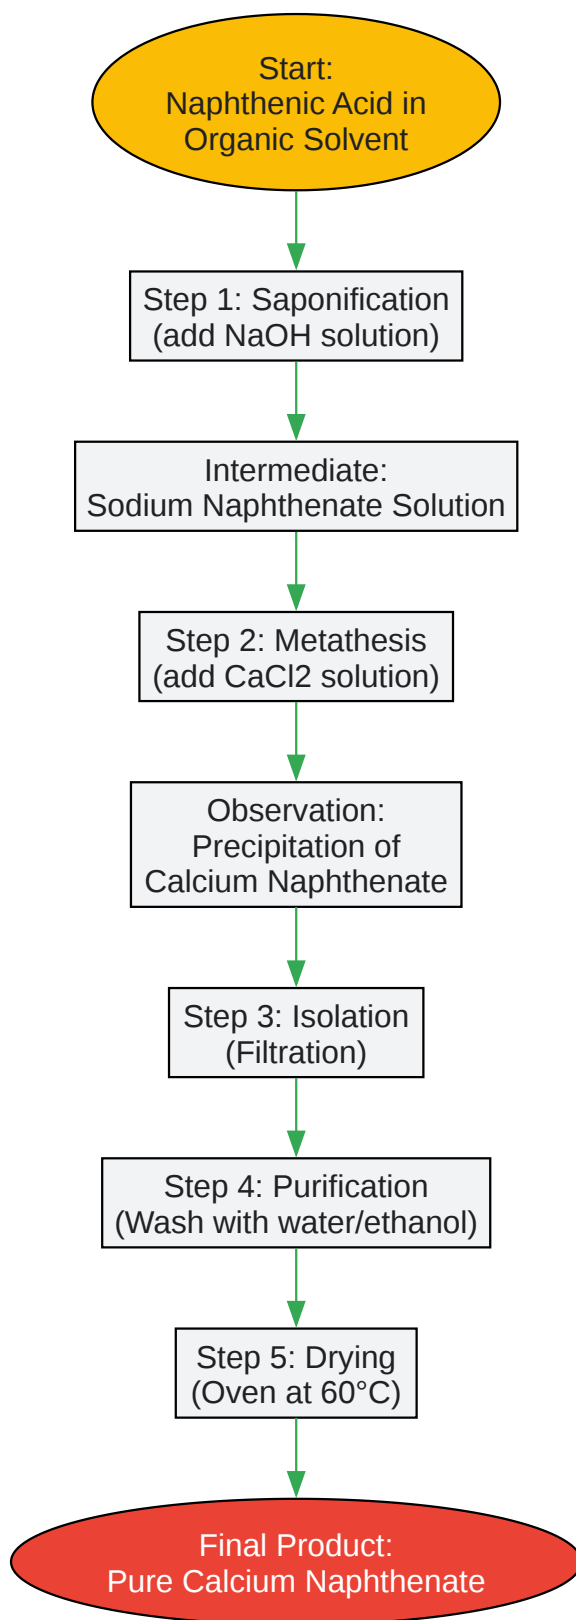 Start:
Naphthenic Acid in
Organic Solvent
Step 1: Saponification
(add NaOH solution)
Intermediate:
Sodium Naphthenate Solution
Step 2: Metathesis
(add CaCl2 solution)
Observation:
Precipitation of
Calcium Naphthenate
Step 3: Isolation
(Filtration)
Step 4: Purification
(Wash with water/ethanol)
Step 5: Drying
(Oven at 60°C)
Final Product:
Pure Calcium Naphthenate